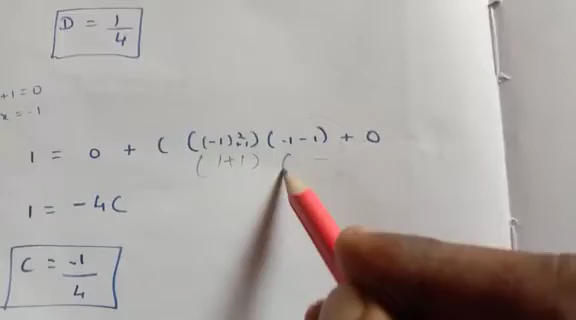 D = 1/4
+1=0
x = -1
1 = 0 + C ((-1)²+1)(-1-1) + 0
(1+1) ( -
1 = -4C
C = -1/4